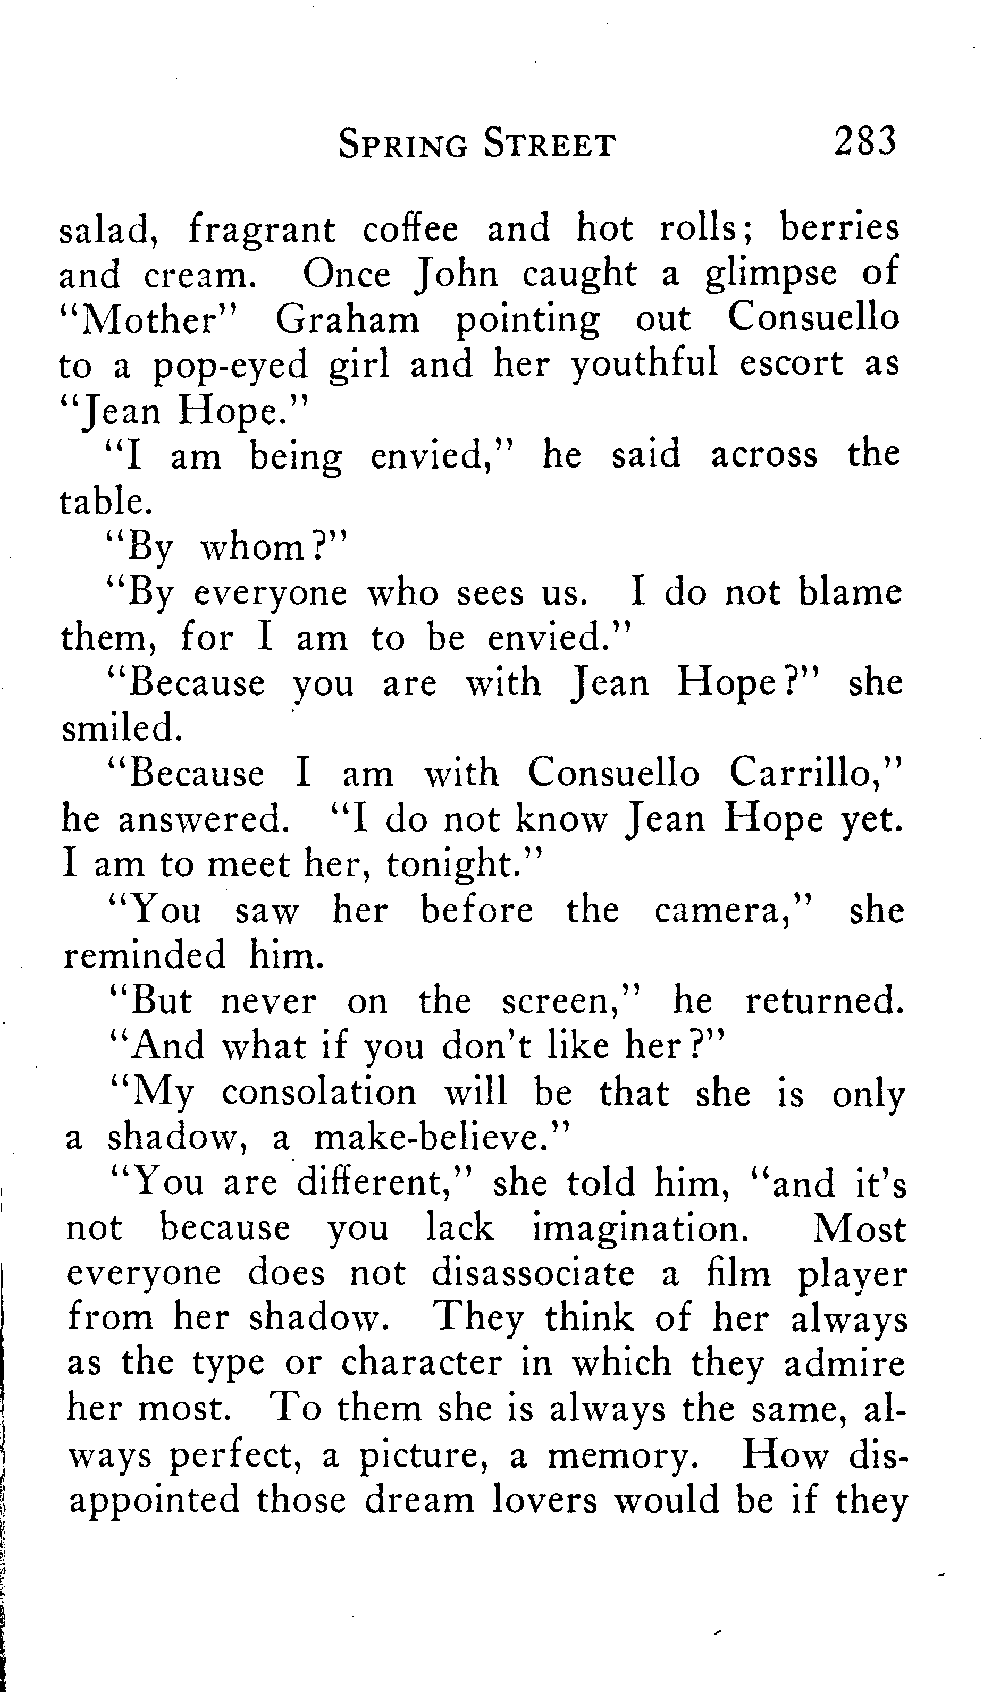 SPRING STREET 283
salad, fragrant coffee and hot rolls; berries
and cream. Once John caught a glimpse of
"Mother" Graham pointing out Consuello
to a pop-eyed girl and her youthful escort as
"Jean Hope."
"I am being envied," he said across the
table.
"By whom?"
"By everyone who sees us. I do not blame
them, for I am to be envied."
"Because you are with Jean Hope?" she
smiled.
"Because I am with Consuello Carrillo,"
he answered. "I do not know Jean Hope yet.
I am to meet her, tonight."
"You saw her before the camera," she
reminded him.
"But never on the screen," he returned.
"And what if you don't like her?"
"My consolation will be that she is only
a shadow, a make-believe."
"You are different," she told him, "and it's
not because you lack imagination. Most
everyone does not disassociate a film player
from her shadow. They think of her always
as the type or character in which they admire
her most. To them she is always the same, al-
ways perfect, a picture, a memory. How dis-
appointed those dream lovers would be if they